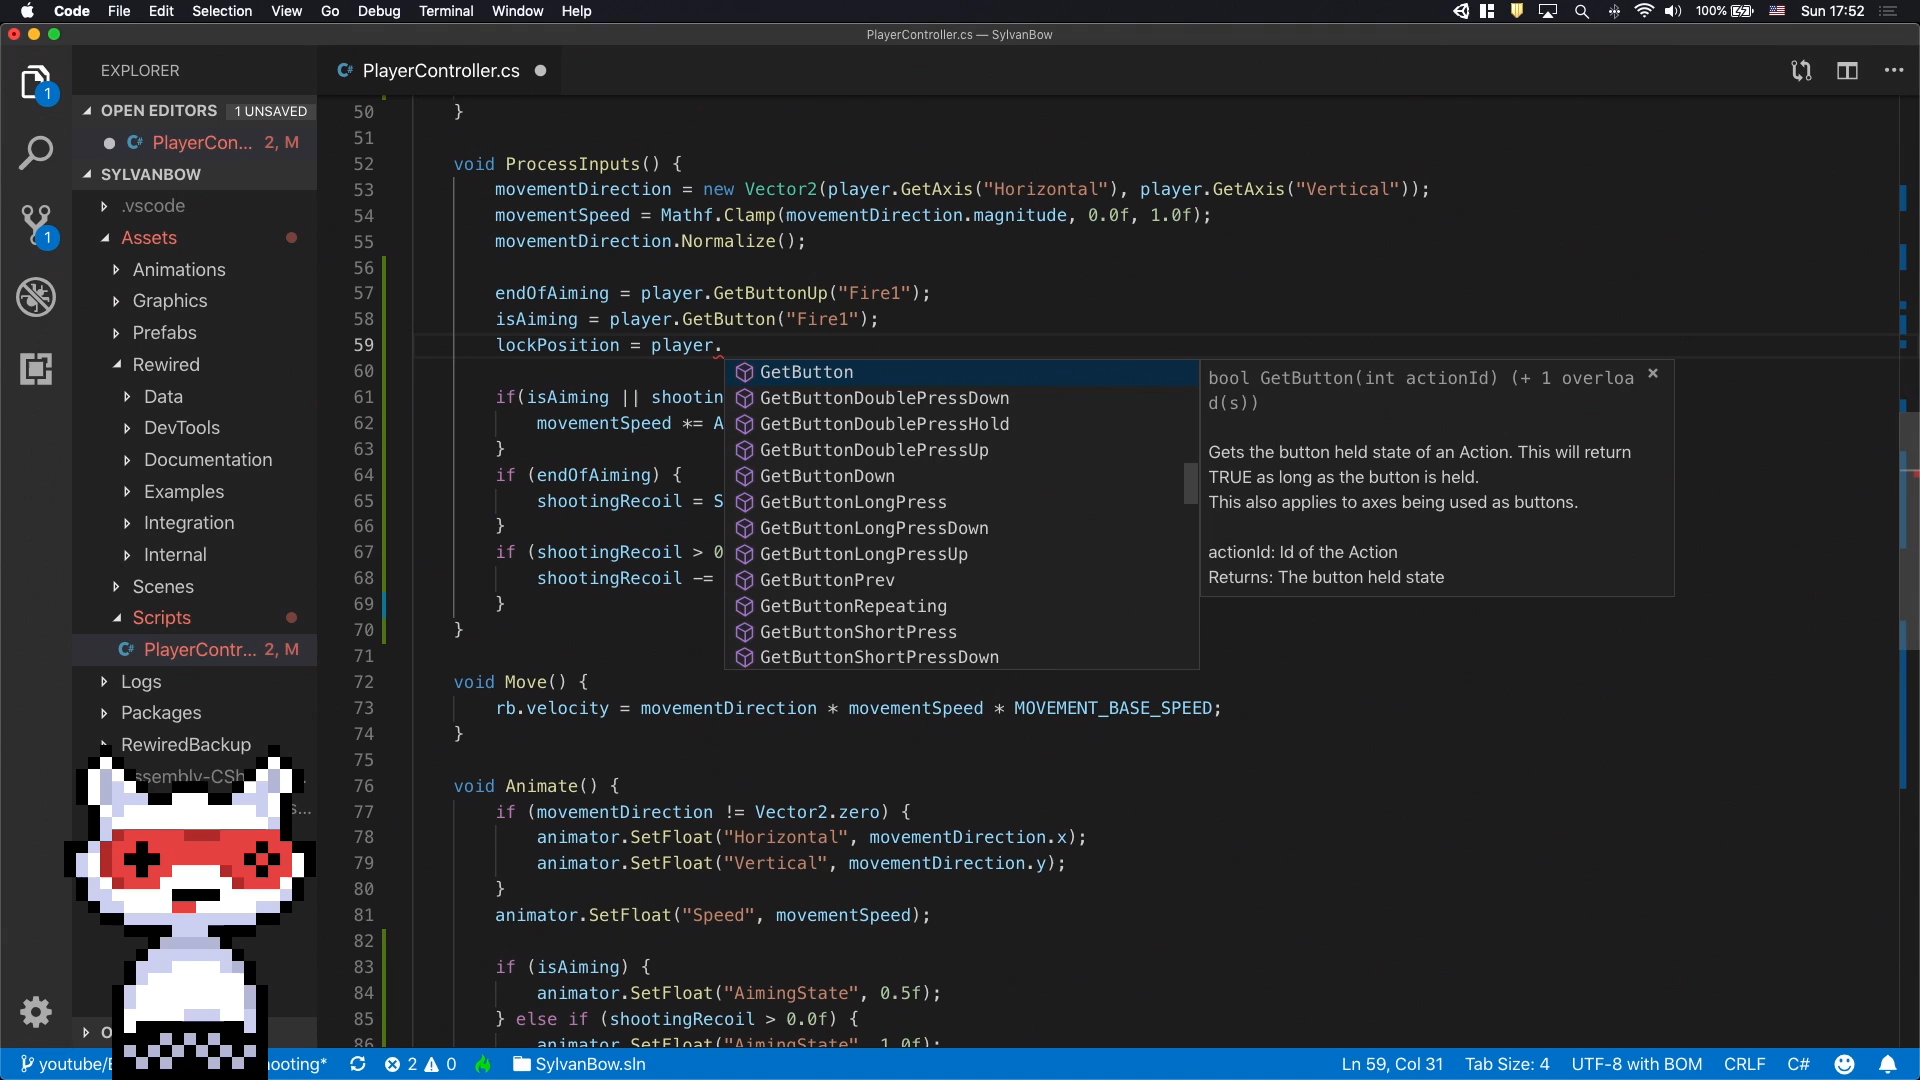 Code File Edit Selection View Go Debug Terminal Window Help 100% Sun 17:52
PlayerController.cs — SylvanBow
EXPLORER
OPEN EDITORS 1 UNSAVED
PlayerCon... 2, M
SYLVANBOW
.vscode
Assets
Animations
Graphics
Prefabs
Rewired
Data
DevTools
Documentation
Examples
Integration
Internal
Scenes
Scripts
PlayerContr... 2, M
Logs
Packages
RewiredBackup
1
1
PlayerController.cs
50 }
51
52 void ProcessInputs() {
53 movementDirection = new Vector2(player.GetAxis("Horizontal"), player.GetAxis("Vertical"));
54 movementSpeed = Mathf.Clamp(movementDirection.magnitude, 0.0f, 1.0f);
55 movementDirection.Normalize();
56
57 endOfAiming = player.GetButtonUp("Fire1");
58 isAiming = player.GetButton("Fire1");
59 lockPosition = player.
60
61 if(isAiming || shootin
62 movementSpeed *= A
63 }
64 if (endOfAiming) {
65 shootingRecoil = S
66 }
67 if (shootingRecoil > 0
68 shootingRecoil -=
69 }
70 }
71
72 void Move() {
73 rb.velocity = movementDirection * movementSpeed * MOVEMENT_BASE_SPEED;
74 }
75
76 void Animate() {
77 if (movementDirection != Vector2.zero) {
78 animator.SetFloat("Horizontal", movementDirection.x);
79 animator.SetFloat("Vertical", movementDirection.y);
80 }
81 animator.SetFloat("Speed", movementSpeed);
82
83 if (isAiming) {
84 animator.SetFloat("AimingState", 0.5f);
85 } else if (shootingRecoil > 0.0f) {
86 animator.SetFloat("AimingState", 1.0f);
GetButton
GetButtonDoublePressDown
GetButtonDoublePressHold
GetButtonDoublePressUp
GetButtonDown
GetButtonLongPress
GetButtonLongPressDown
GetButtonLongPressUp
GetButtonPrev
GetButtonRepeating
GetButtonShortPress
GetButtonShortPressDown
bool GetButton(int actionId) (+ 1 overloa
d(s))
Gets the button held state of an Action. This will return
TRUE as long as the button is held.
This also applies to axes being used as buttons.
actionId: Id of the Action
Returns: The button held state
2 0 SylvanBow.sln Ln 59, Col 31 Tab Size: 4 UTF-8 with BOM CRLF C#